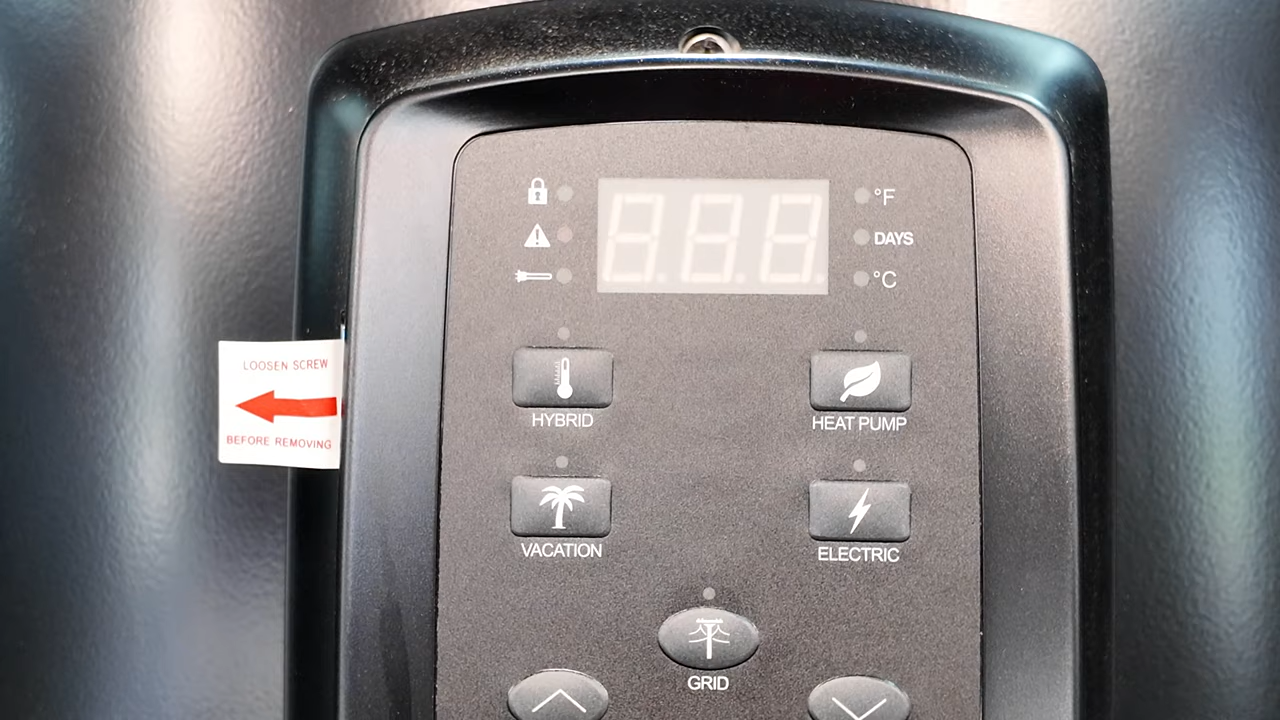 °F
DAYS
°C
LOOSEN SCREW
BEFORE REMOVING
HYBRID
HEAT PUMP
VACATION
ELECTRIC
GRID